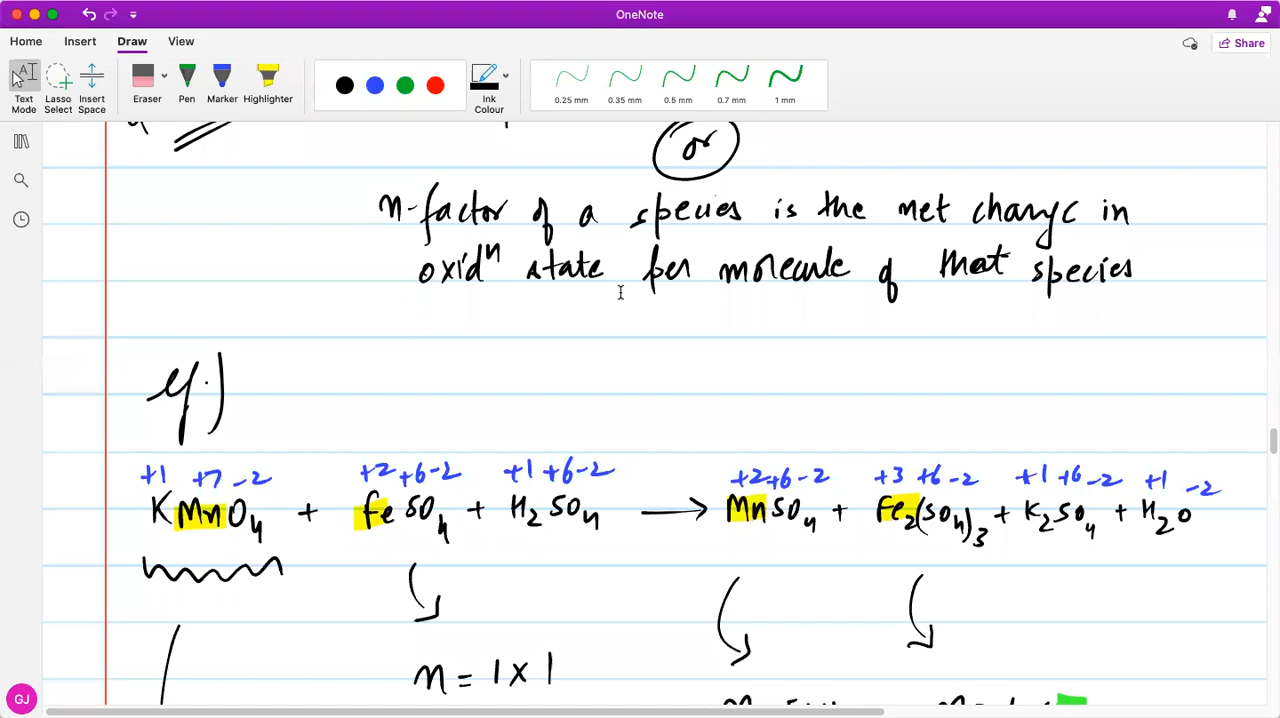 OneNote
Home Insert Draw View Share
Text Mode
Lasso Select
Insert Space
Eraser
Pen
Marker
Highlighter
Ink Colour
0.25 mm
0.35 mm
0.5 mm
0.7 mm
1 mm
or
n-factor of a species is the net change in
oxidⁿ state per molecule of that species
eg.)
+1 +7 -2 +2 +6 -2 +1 +6 -2 +2 +6 -2 +3 +6 -2 +1 +6 -2 +1 -2
KMnO₄ + FeSO₄ + H₂SO₄ → MnSO₄ + Fe₂(SO₄)₃ + K₂SO₄ + H₂O
n = 1 x 1
GJ